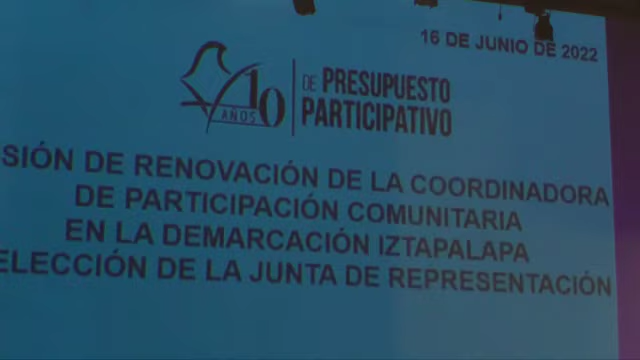 16 DE JUNIO DE 2022
10 AÑOS
DE PRESUPUESTO
PARTICIPATIVO
SIÓN DE RENOVACIÓN DE LA COORDINADORA
DE PARTICIPACIÓN COMUNITARIA
EN LA DEMARCACIÓN IZTAPALAPA
ELECCIÓN DE LA JUNTA DE REPRESENTACIÓN